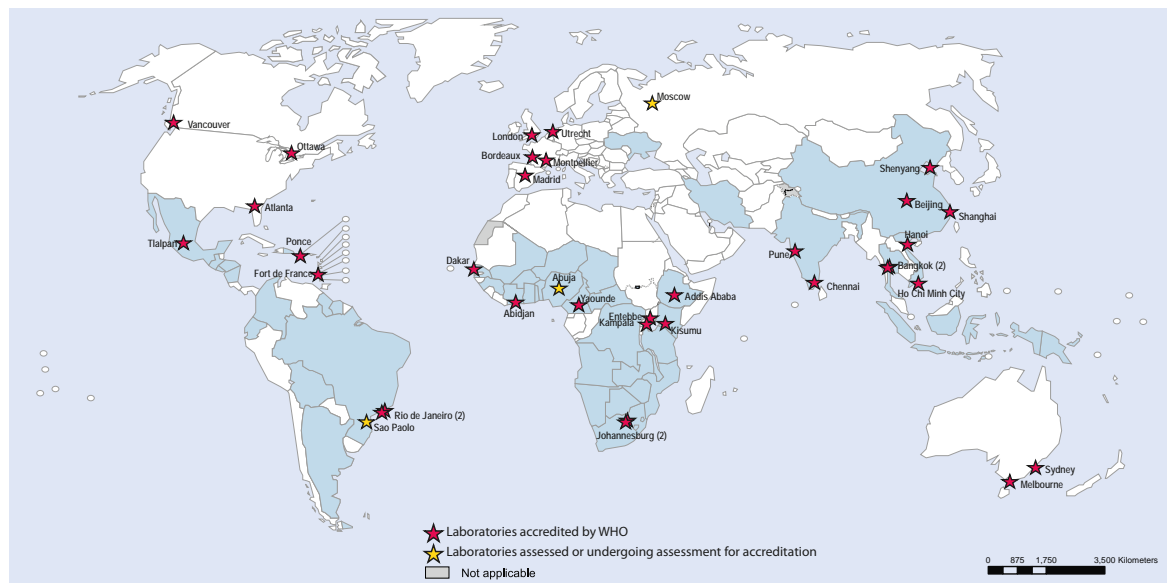 Moscow
Vancouver
London
Utrecht
Ottawa
Bordeaux
Montpellier
Shenyang
Madrid
Atlanta
Beijing
Shanghai
Tlalpan
Ponce
Hanoi
Pune
Dakar
Fort de France
Abuja
Bangkok (2)
Chennai
Addis Ababa
Ho Chi Minh City
Yaounde
Abidjan
Entebbe
Kampala
Kisumu
Rio de Janeiro (2)
Sao Paolo
Johannesburg (2)
Sydney
Melbourne
Laboratories accredited by WHO
Laboratories assessed or undergoing assessment for accreditation
Not applicable
0 875 1,750 3,500 Kilometers